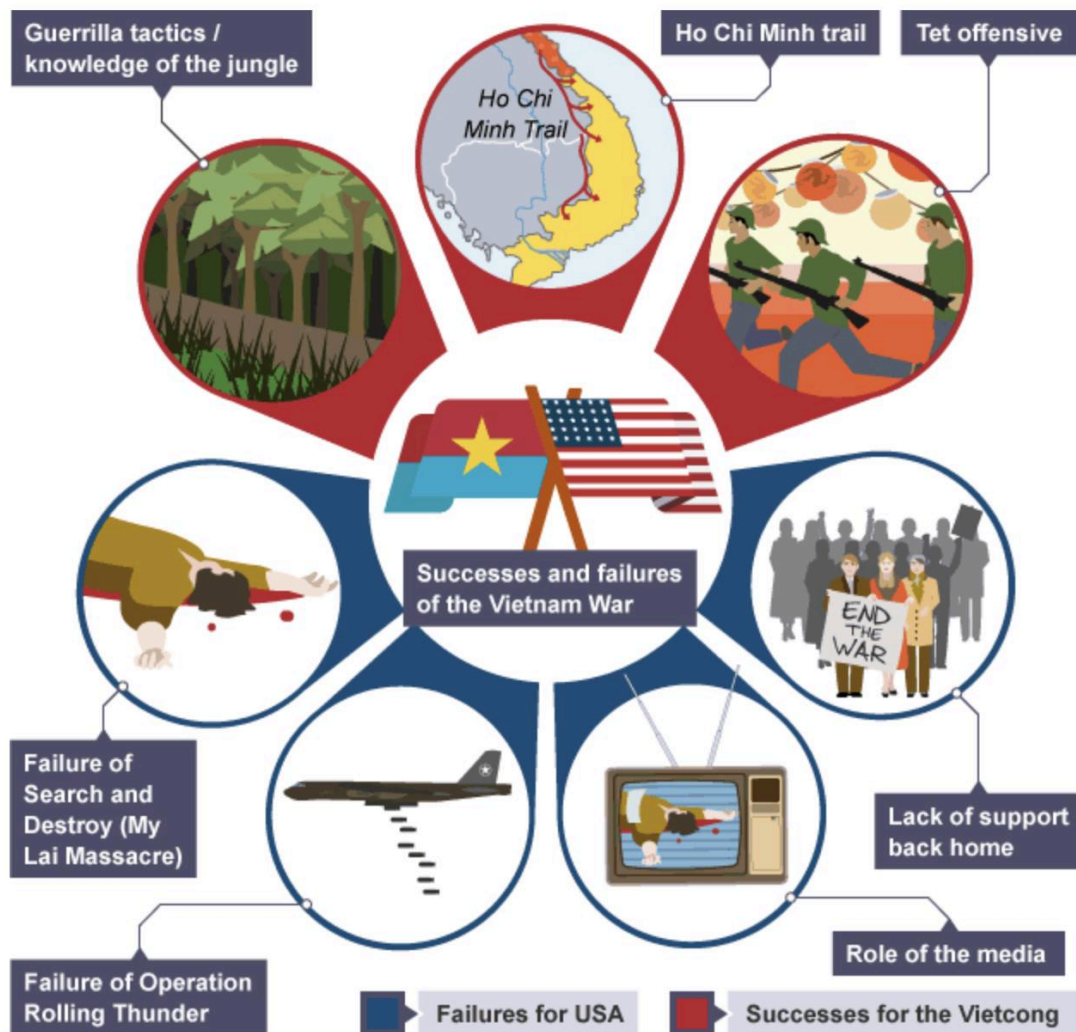 Guerrilla tactics /
knowledge of the jungle
Ho Chi Minh trail
Tet offensive
Ho Chi
Minh Trail
Successes and failures
of the Vietnam War
END
THE
WAR
Failure of
Search and
Destroy (My
Lai Massacre)
Lack of support
back home
Failure of Operation
Rolling Thunder
Role of the media
Failures for USA
Successes for the Vietcong